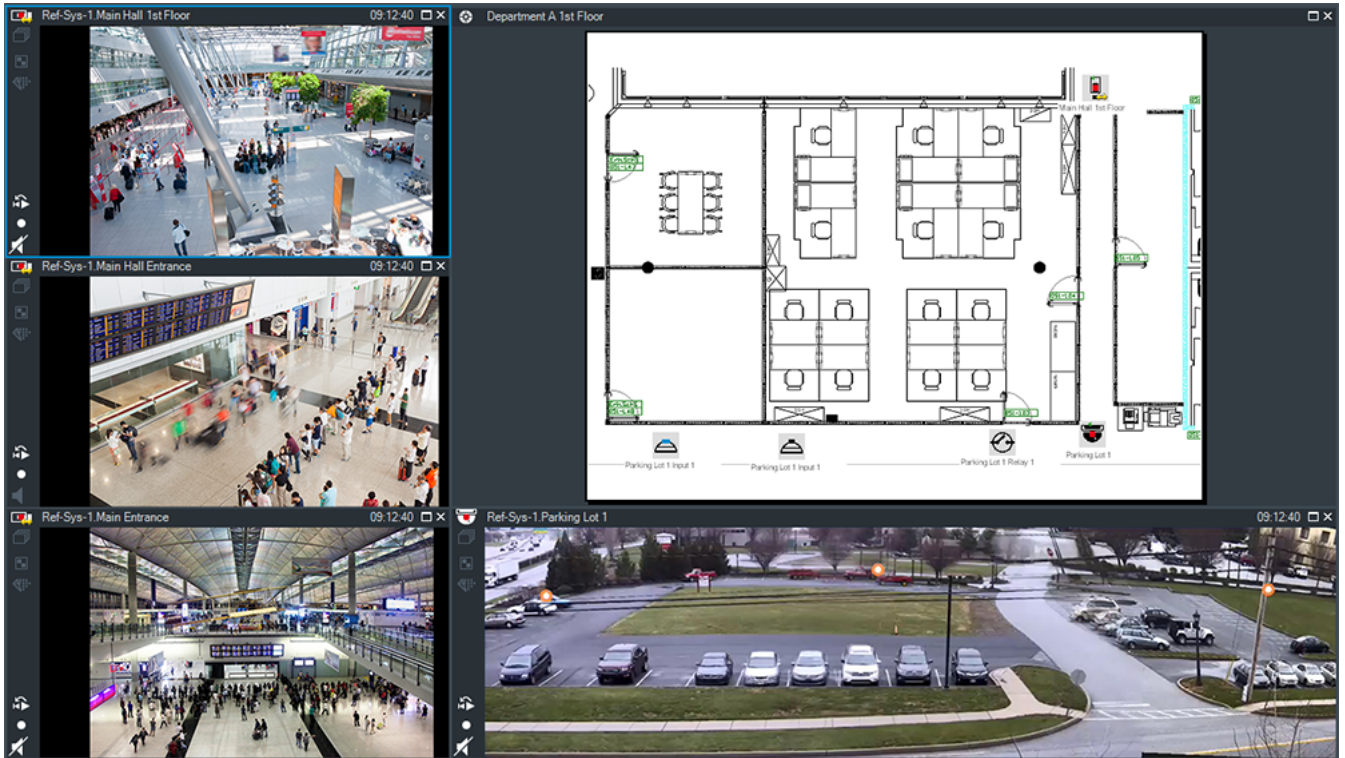 Ref-Sys-1.Main Hall 1st Floor
09:12:40
Department A 1st Floor
Main Hall 1st Floor
Ref-Sys-1.Main Hall Entrance
09:12:40
Parking Lot 1 Input 1
Parking Lot 1 Input 1
Parking Lot 1 Relay 1
Parking Lot 1
Ref-Sys-1.Main Entrance
09:12:40
Ref-Sys-1.Parking Lot 1
09:12:40